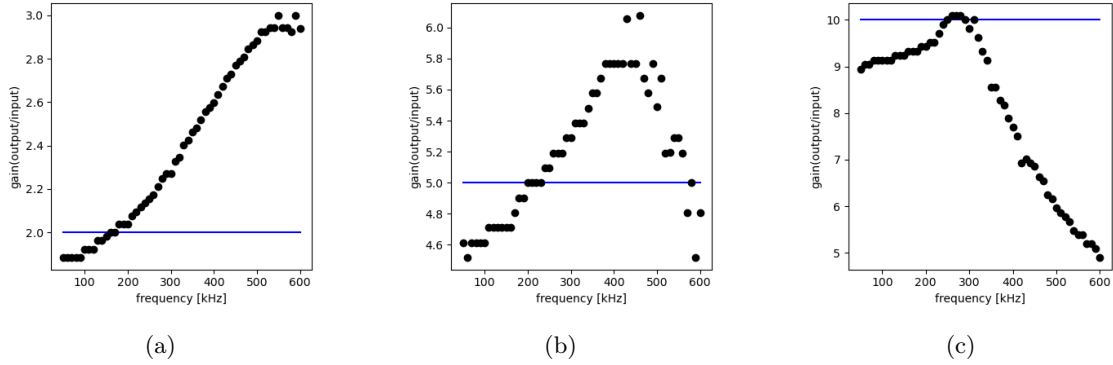 3.0
2.8
2.6
2.4
2.2
2.0
gain(output/input)
100 200 300 400 500 600
frequency [kHz]
(a)
6.0
5.8
5.6
5.4
5.2
5.0
4.8
4.6
gain(output/input)
100 200 300 400 500 600
frequency [kHz]
(b)
10
9
8
7
6
5
gain(output/input)
100 200 300 400 500 600
frequency [kHz]
(c)